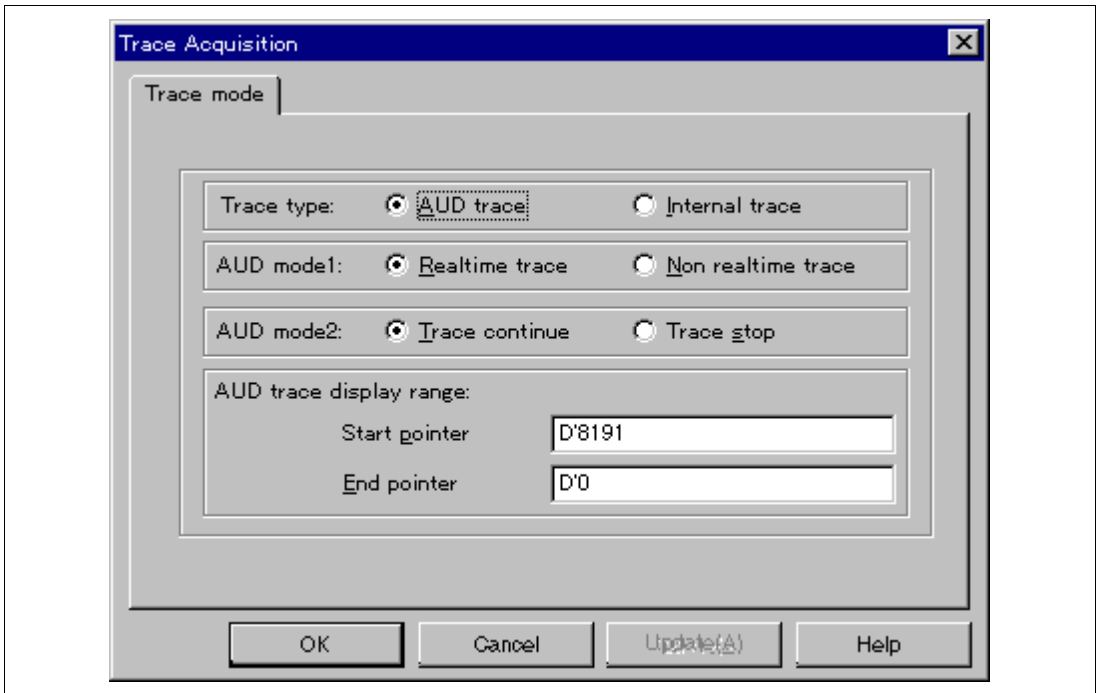 Trace Acquisition
Trace mode
Trace type: AUD trace Internal trace
AUD mode1: Realtime trace Non realtime trace
AUD mode2: Trace continue Trace stop
AUD trace display range:
Start pointer D'8191
End pointer D'0
OK Cancel Update(A) Help